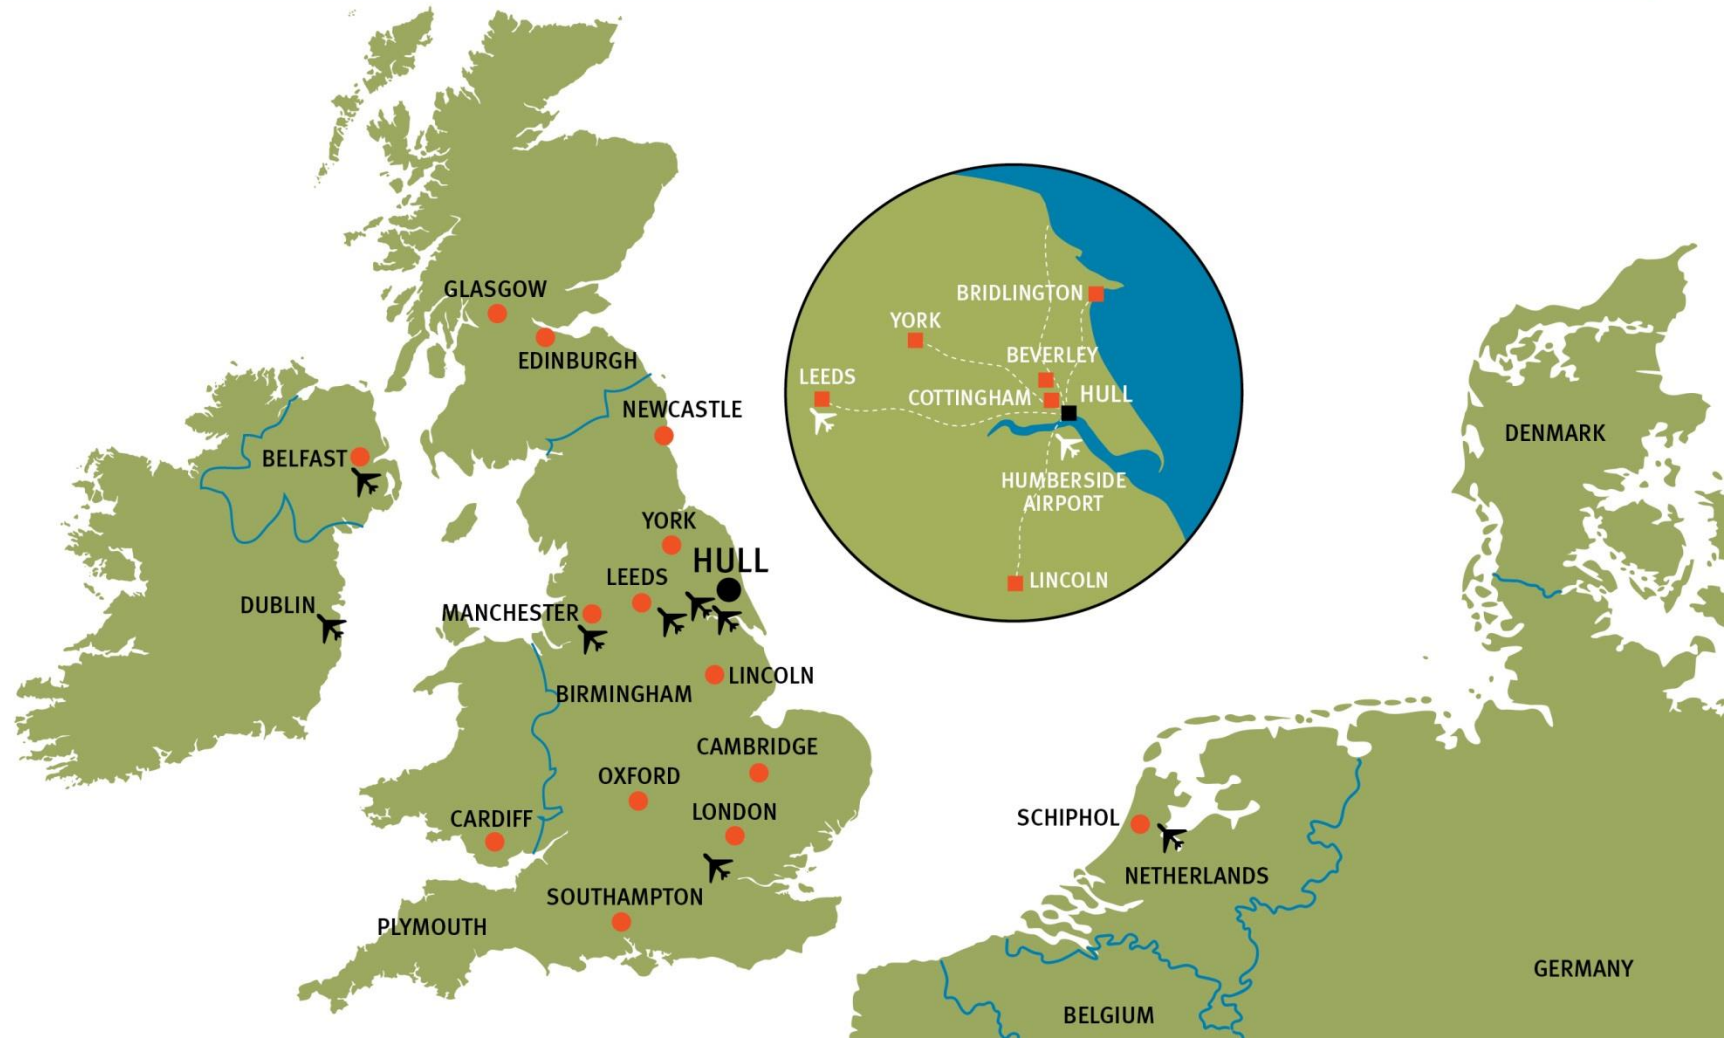 GLASGOW
EDINBURGH
NEWCASTLE
BELFAST
YORK
HULL
LEEDS
DUBLIN
MANCHESTER
LINCOLN
BIRMINGHAM
CAMBRIDGE
OXFORD
LONDON
CARDIFF
SOUTHAMPTON
PLYMOUTH
BRIDLINGTON
YORK
BEVERLEY
LEEDS
COTTINGHAM
HULL
HUMBERSIDE
AIRPORT
LINCOLN
DENMARK
SCHIPHOL
NETHERLANDS
GERMANY
BELGIUM